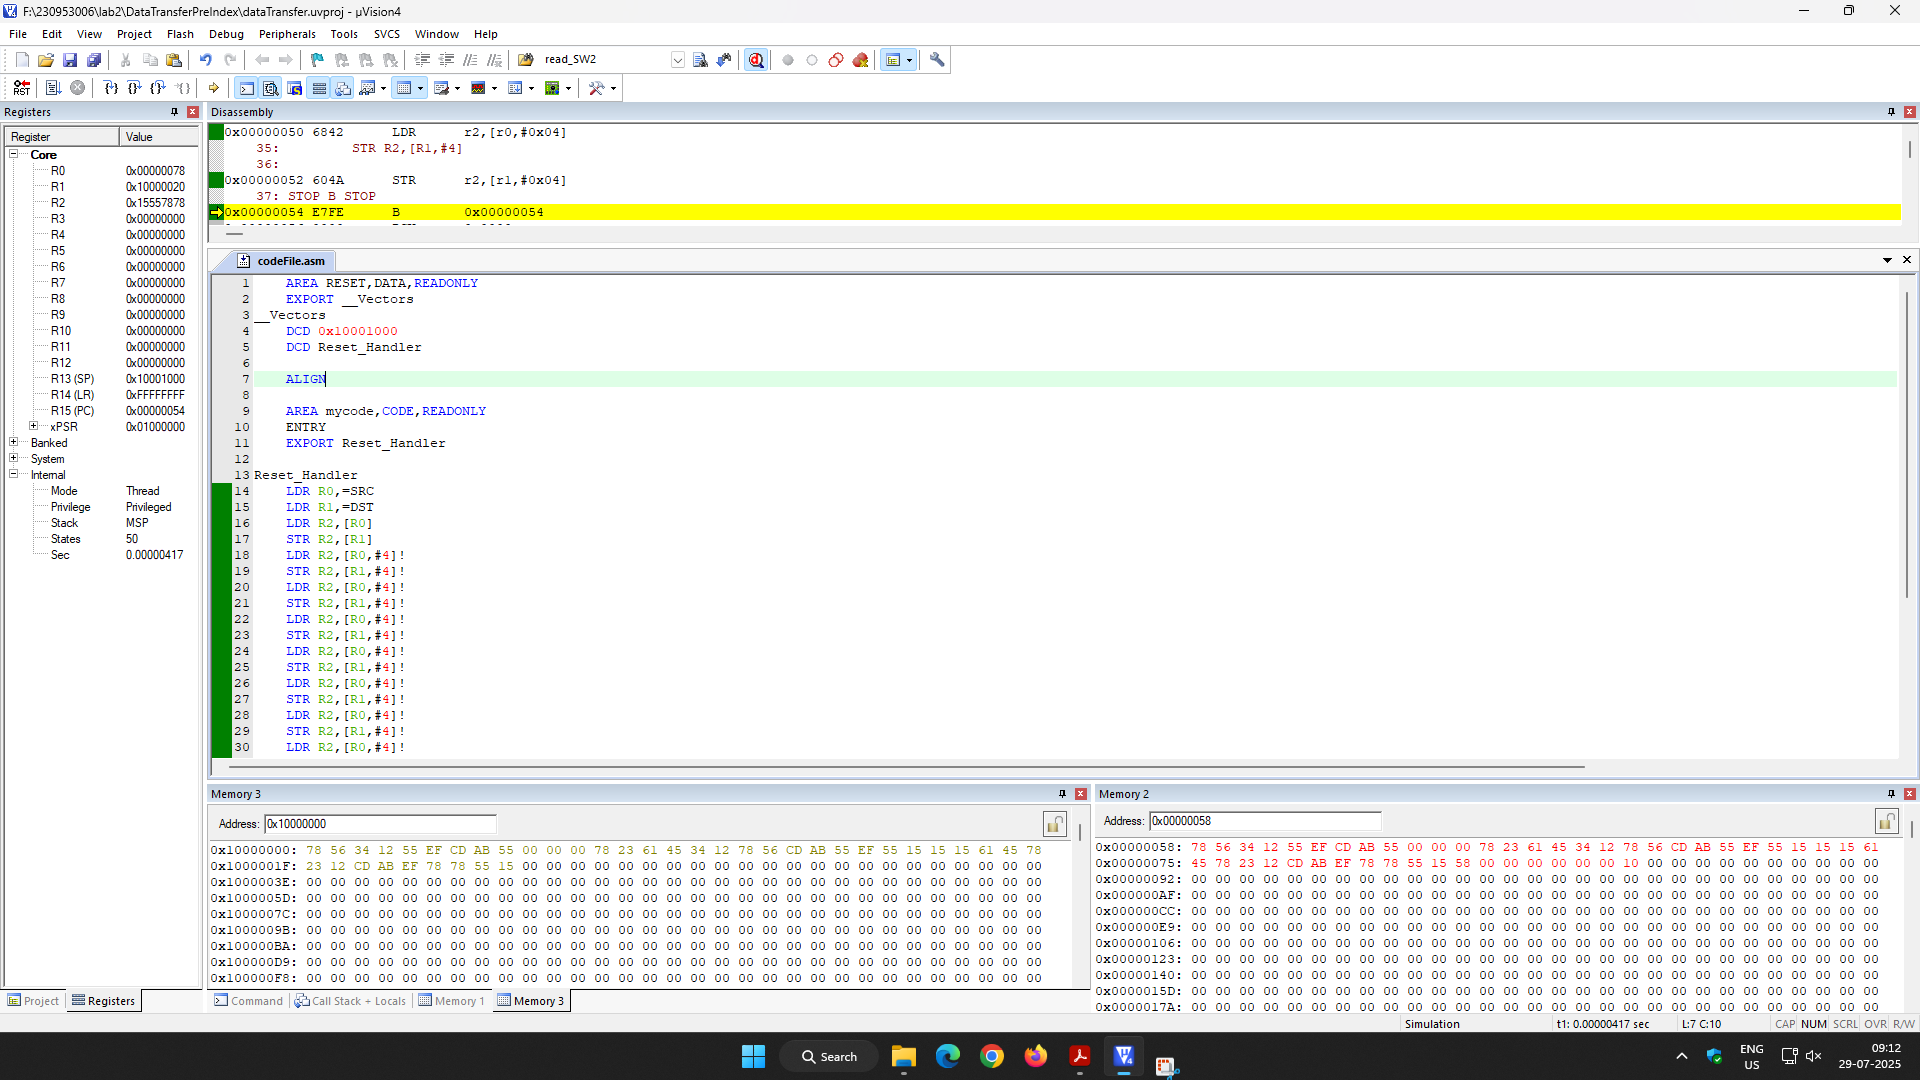 F:\230953006\lab2\DataTransferPreIndex\dataTransfer.uvproj - µVision4
File Edit View Project Flash Debug Peripherals Tools SVCS Window Help
read_SW2
RST
Registers
Register Value
Core
R0 0x00000078
R1 0x10000020
R2 0x15557878
R3 0x00000000
R4 0x00000000
R5 0x00000000
R6 0x00000000
R7 0x00000000
R8 0x00000000
R9 0x00000000
R10 0x00000000
R11 0x00000000
R12 0x00000000
R13 (SP) 0x10001000
R14 (LR) 0xFFFFFFFF
R15 (PC) 0x00000054
xPSR 0x01000000
Banked
System
Internal
Mode Thread
Privilege Privileged
Stack MSP
States 50
Sec 0.00000417
Project Registers
Disassembly
0x00000050 6842 LDR r2,[r0,#0x04]
35: STR R2,[R1,#4]
36:
0x00000052 604A STR r2,[r1,#0x04]
37: STOP B STOP
0x00000054 E7FE B 0x00000054
codeFile.asm
1 AREA RESET,DATA,READONLY
2 EXPORT __Vectors
3 __Vectors
4 DCD 0x10001000
5 DCD Reset_Handler
6
7 ALIGN
8
9 AREA mycode,CODE,READONLY
10 ENTRY
11 EXPORT Reset_Handler
12
13 Reset_Handler
14 LDR R0,=SRC
15 LDR R1,=DST
16 LDR R2,[R0]
17 STR R2,[R1]
18 LDR R2,[R0,#4]!
19 STR R2,[R1,#4]!
20 LDR R2,[R0,#4]!
21 STR R2,[R1,#4]!
22 LDR R2,[R0,#4]!
23 STR R2,[R1,#4]!
24 LDR R2,[R0,#4]!
25 STR R2,[R1,#4]!
26 LDR R2,[R0,#4]!
27 STR R2,[R1,#4]!
28 LDR R2,[R0,#4]!
29 STR R2,[R1,#4]!
30 LDR R2,[R0,#4]!
Memory 3
Address: 0x10000000
0x10000000: 78 56 34 12 55 EF CD AB 55 00 00 00 78 23 61 45 34 12 78 56 CD AB 55 EF 55 15 15 15 61 45 78
0x1000001F: 23 12 CD AB EF 78 78 55 15 00 00 00 00 00 00 00 00 00 00 00 00 00 00 00 00 00 00 00 00 00 00
0x1000003E: 00 00 00 00 00 00 00 00 00 00 00 00 00 00 00 00 00 00 00 00 00 00 00 00 00 00 00 00 00 00 00
0x1000005D: 00 00 00 00 00 00 00 00 00 00 00 00 00 00 00 00 00 00 00 00 00 00 00 00 00 00 00 00 00 00 00
0x1000007C: 00 00 00 00 00 00 00 00 00 00 00 00 00 00 00 00 00 00 00 00 00 00 00 00 00 00 00 00 00 00 00
0x1000009B: 00 00 00 00 00 00 00 00 00 00 00 00 00 00 00 00 00 00 00 00 00 00 00 00 00 00 00 00 00 00 00
0x100000BA: 00 00 00 00 00 00 00 00 00 00 00 00 00 00 00 00 00 00 00 00 00 00 00 00 00 00 00 00 00 00 00
0x100000D9: 00 00 00 00 00 00 00 00 00 00 00 00 00 00 00 00 00 00 00 00 00 00 00 00 00 00 00 00 00 00 00
0x100000F8: 00 00 00 00 00 00 00 00 00 00 00 00 00 00 00 00 00 00 00 00 00 00 00 00 00 00 00 00 00 00 00
Command Call Stack + Locals Memory 1 Memory 3
Memory 2
Address: 0x00000058
0x00000058: 78 56 34 12 55 EF CD AB 55 00 00 00 78 23 61 45 34 12 78 56 CD AB 55 EF 55 15 15 15 61
0x00000075: 45 78 23 12 CD AB EF 78 78 55 15 58 00 00 00 00 00 00 10 00 00 00 00 00 00 00 00 00 00
0x00000092: 00 00 00 00 00 00 00 00 00 00 00 00 00 00 00 00 00 00 00 00 00 00 00 00 00 00 00 00 00
0x000000AF: 00 00 00 00 00 00 00 00 00 00 00 00 00 00 00 00 00 00 00 00 00 00 00 00 00 00 00 00 00
0x000000CC: 00 00 00 00 00 00 00 00 00 00 00 00 00 00 00 00 00 00 00 00 00 00 00 00 00 00 00 00 00
0x000000E9: 00 00 00 00 00 00 00 00 00 00 00 00 00 00 00 00 00 00 00 00 00 00 00 00 00 00 00 00 00
0x00000106: 00 00 00 00 00 00 00 00 00 00 00 00 00 00 00 00 00 00 00 00 00 00 00 00 00 00 00 00 00
0x00000123: 00 00 00 00 00 00 00 00 00 00 00 00 00 00 00 00 00 00 00 00 00 00 00 00 00 00 00 00 00
0x00000140: 00 00 00 00 00 00 00 00 00 00 00 00 00 00 00 00 00 00 00 00 00 00 00 00 00 00 00 00 00
0x0000015D: 00 00 00 00 00 00 00 00 00 00 00 00 00 00 00 00 00 00 00 00 00 00 00 00 00 00 00 00 00
0x0000017A: 00 00 00 00 00 00 00 00 00 00 00 00 00 00 00 00 00 00 00 00 00 00 00 00 00 00 00 00 00
Simulation t1: 0.00000417 sec L:7 C:10 CAP NUM SCRL OVR R/W
Search
ENG
US
09:12
29-07-2025